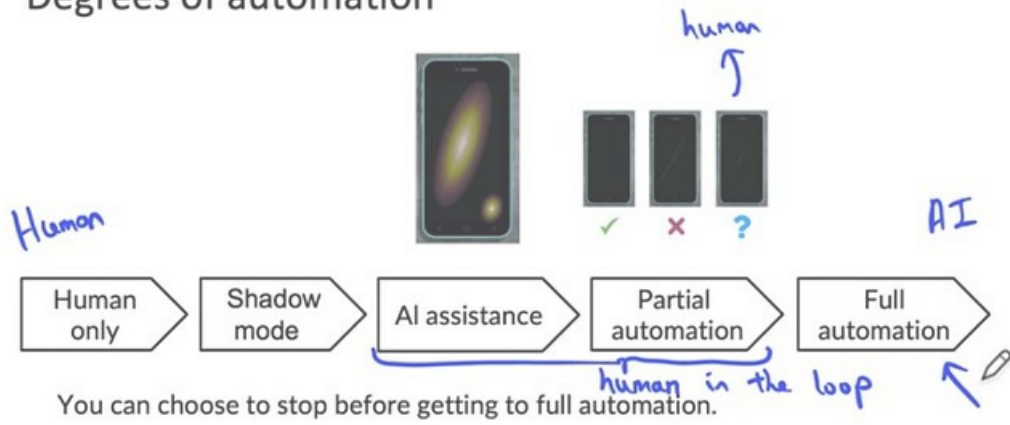 Degrees of automation
human
Human
AI
Human only
Shadow mode
AI assistance
Partial automation
Full automation
human in the loop
You can choose to stop before getting to full automation.